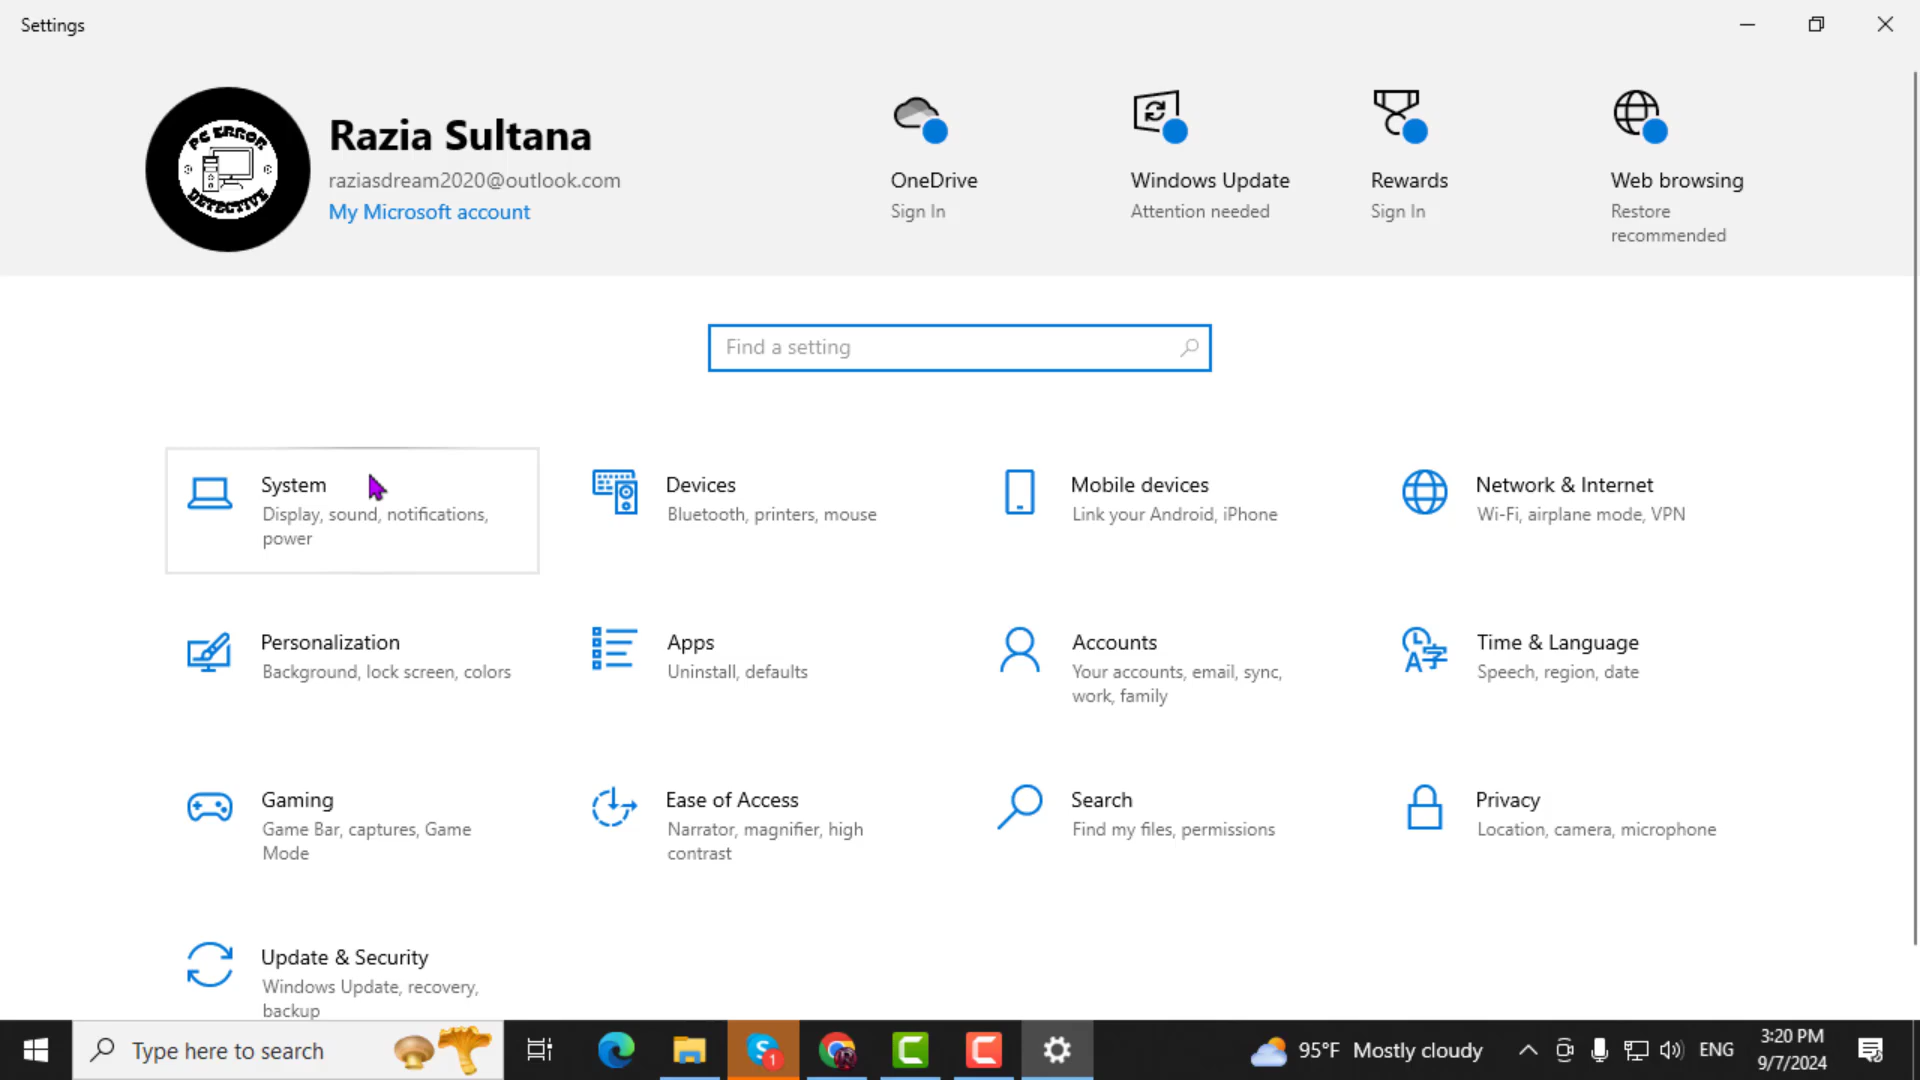 Settings
PC ERROR
DETECTIVE
Razia Sultana
raziasdream2020@outlook.com
My Microsoft account
OneDrive
Sign In
Windows Update
Attention needed
Rewards
Sign In
Web browsing
Restore
recommended
Find a setting
System
Display, sound, notifications,
power
Devices
Bluetooth, printers, mouse
Mobile devices
Link your Android, iPhone
Network & Internet
Wi-Fi, airplane mode, VPN
Personalization
Background, lock screen, colors
Apps
Uninstall, defaults
Accounts
Your accounts, email, sync,
work, family
Time & Language
Speech, region, date
Gaming
Game Bar, captures, Game
Mode
Ease of Access
Narrator, magnifier, high
contrast
Search
Find my files, permissions
Privacy
Location, camera, microphone
Update & Security
Windows Update, recovery,
backup
Type here to search
1
95°F Mostly cloudy
ENG
3:20 PM
9/7/2024